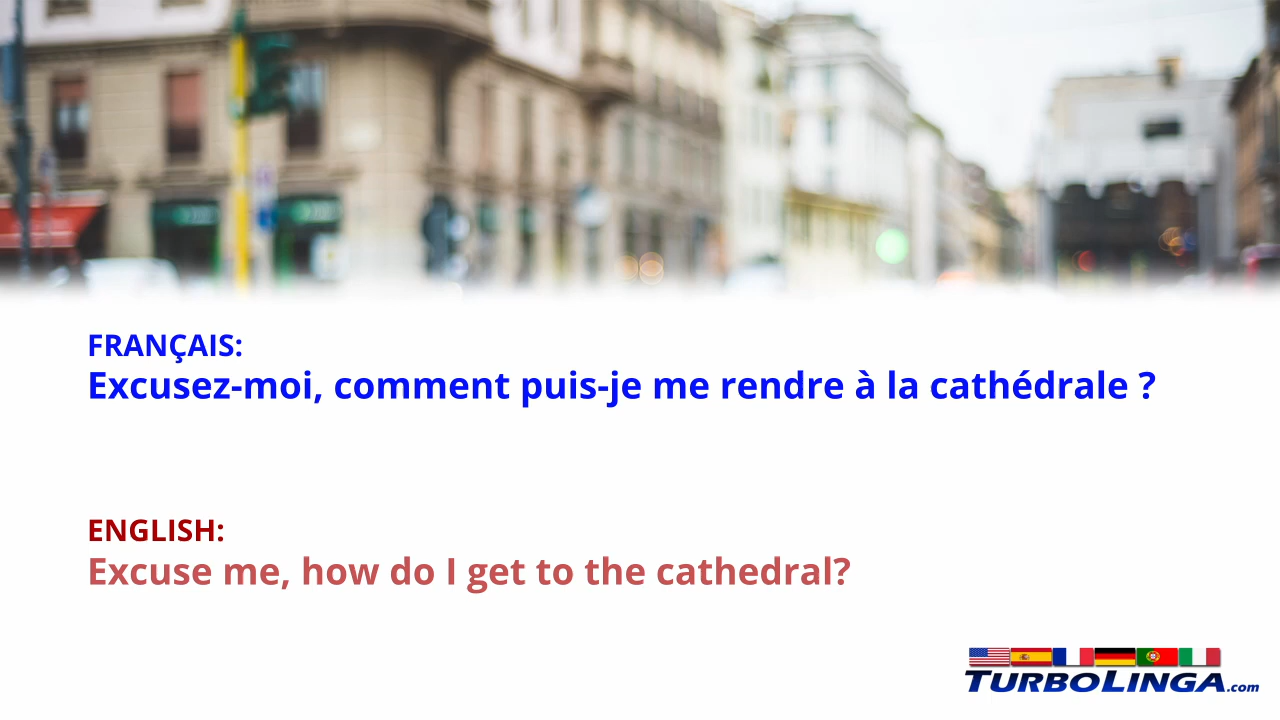 FRANÇAIS:
Excusez-moi, comment puis-je me rendre à la cathédrale ?
ENGLISH:
Excuse me, how do I get to the cathedral?
TURBOLINGA.com